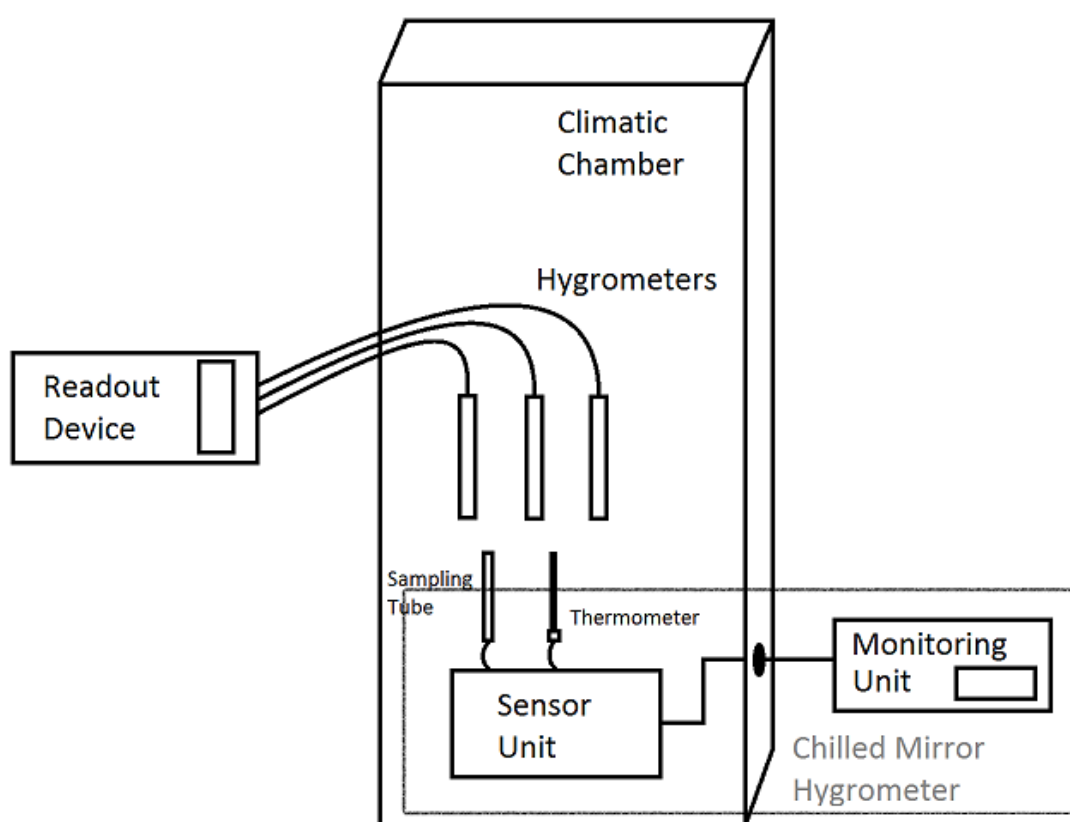 Climatic
Chamber
Hygrometers
Readout
Device
Sampling
Tube
Thermometer
Monitoring
Unit
Sensor
Unit
Chilled Mirror
Hygrometer